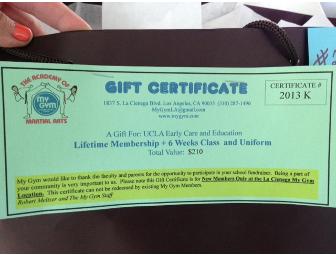 THE ACADEMY OF
MY GYM
MARTIAL ARTS
GIFT CERTIFICATE
1837 S. La Cienega Blvd. Los Angeles, CA 90035 (310) 287-1496
MyGymLA@gmail.com
www.mygym.com
CERTIFICATE #
2013 K
A Gift For: UCLA Early Care and Education
Lifetime Membership + 6 Weeks Class and Uniform
Total Value: $210
My Gym would like to thank the faculty and parents for the opportunity to participate in your school fundraiser. Being a part of
your community is very important to us. Please note this Gift Certificate is for New Members Only at the La Cienega My Gym
Location. This certificate can not be redeemed by existing My Gym Members.
Robert Meltzer and The My Gym Staff